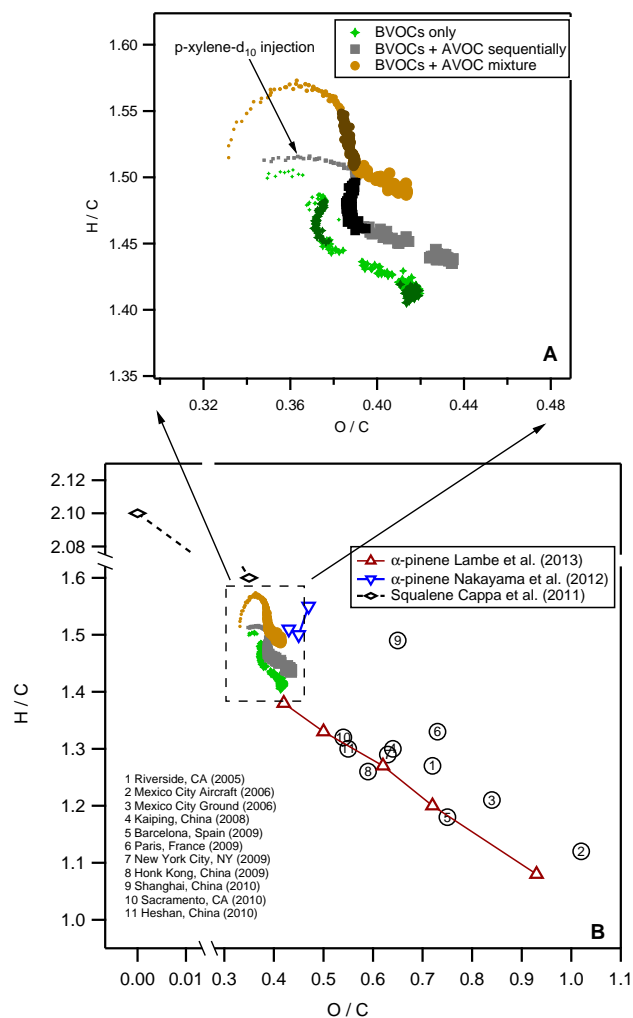 BVOCs only
BVOCs + AVOC sequentially
BVOCs + AVOC mixture
p-xylene-d10 injection
1.60
1.55
1.50
1.45
1.40
1.35
H / C
A
0.32
0.36
0.40
0.44
0.48
O / C
2.12
2.10
2.08
2.06
1.6
1.5
1.4
1.3
1.2
1.1
1.0
H / C
α-pinene Lambe et al. (2013)
α-pinene Nakayama et al. (2012)
Squalene Cappa et al. (2011)
9
10
11
4
7
8
6
1
3
5
2
1 Riverside, CA (2005)
2 Mexico City Aircraft (2006)
3 Mexico City Ground (2006)
4 Kaiping, China (2008)
5 Barcelona, Spain (2009)
6 Paris, France (2009)
7 New York City, NY (2009)
8 Honk Kong, China (2009)
9 Shanghai, China (2010)
10 Sacramento, CA (2010)
11 Heshan, China (2010)
B
0.00
0.01
0.3
0.4
0.5
0.6
0.7
0.8
0.9
1.0
1.1
O / C